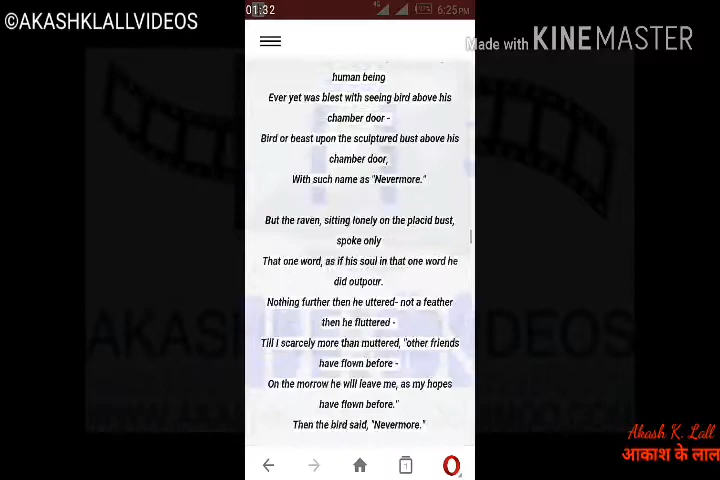 ©AKASHKLALLVIDEOS
01:32
4G
6:25PM
Made with KINEMASTER
human being
Ever yet was blest with seeing bird above his
chamber door -
Bird or beast upon the sculptured bust above his
chamber door,
With such name as "Nevermore."
But the raven, sitting lonely on the placid bust,
spoke only
That one word, as if his soul in that one word he
did outpour.
Nothing further then he uttered- not a feather
then he fluttered -
Till I scarcely more than muttered, "other friends
have flown before -
On the morrow he will leave me, as my hopes
have flown before."
Then the bird said, "Nevermore."
1
Akash K. Lall
आकाश के लाल